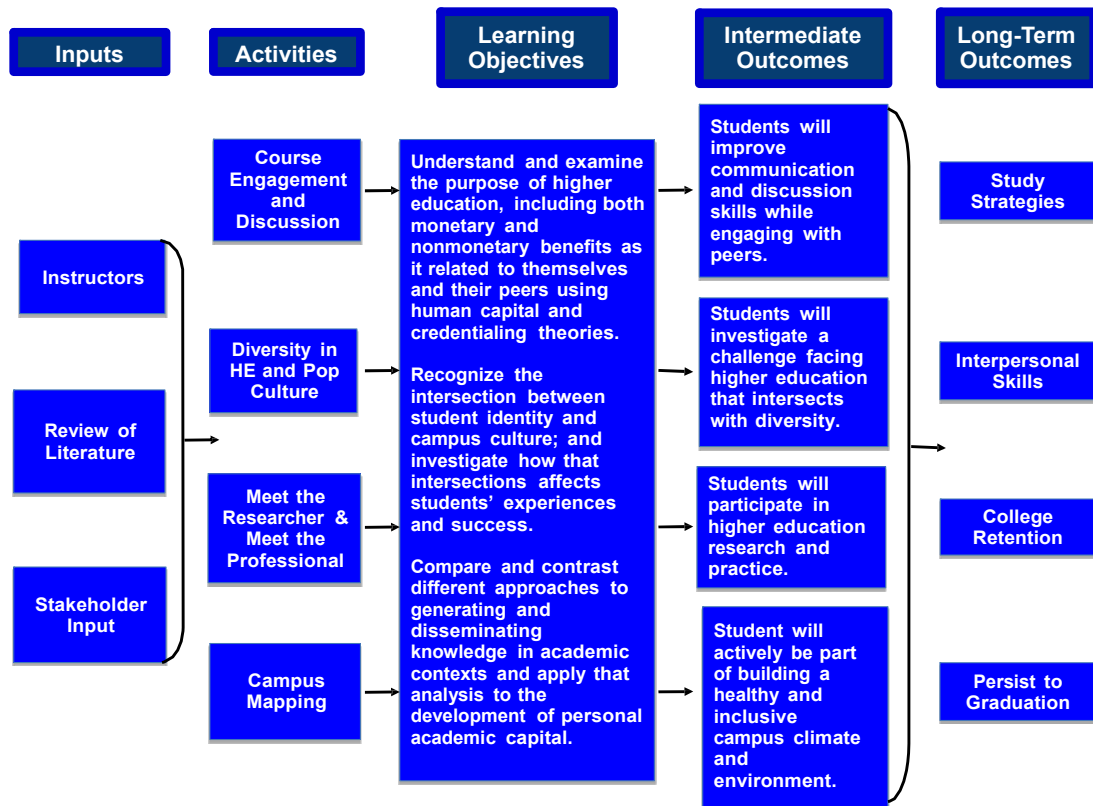 Inputs
Activities
Learning
Objectives
Intermediate
Outcomes
Long-Term
Outcomes
Instructors
Review of
Literature
Stakeholder
Input
Course
Engagement
and
Discussion
Diversity in
HE and Pop
Culture
Meet the
Researcher &
Meet the
Professional
Campus
Mapping
Understand and examine
the purpose of higher
education, including both
monetary and
nonmonetary benefits as
it related to themselves
and their peers using
human capital and
credentialing theories.
Recognize the
intersection between
student identity and
campus culture; and
investigate how that
intersections affects
students’ experiences
and success.
Compare and contrast
different approaches to
generating and
disseminating
knowledge in academic
contexts and apply that
analysis to the
development of personal
academic capital.
Students will
improve
communication
and discussion
skills while
engaging with
peers.
Students will
investigate a
challenge facing
higher education
that intersects
with diversity.
Students will
participate in
higher education
research and
practice.
Student will
actively be part
of building a
healthy and
inclusive
campus climate
and
environment.
Study
Strategies
Interpersonal
Skills
College
Retention
Persist to
Graduation